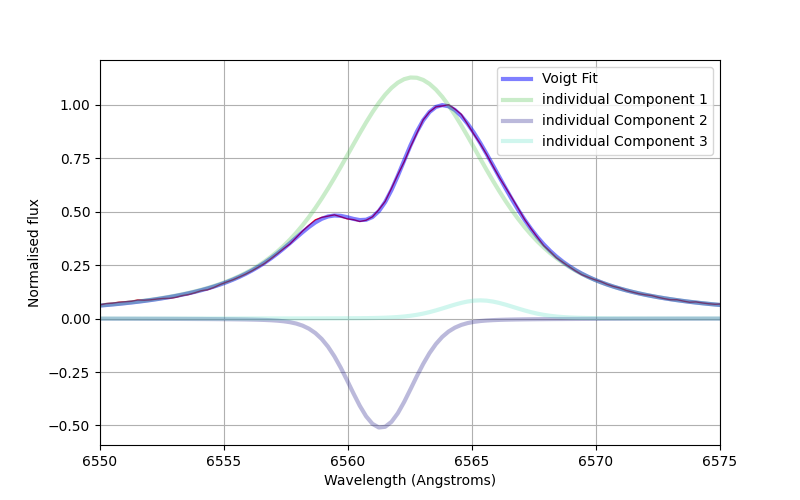 Voigt Fit
individual Component 1
individual Component 2
individual Component 3
1.00
0.75
0.50
0.25
0.00
−0.25
−0.50
Normalised flux
6550
6555
6560
6565
6570
6575
Wavelength (Angstroms)